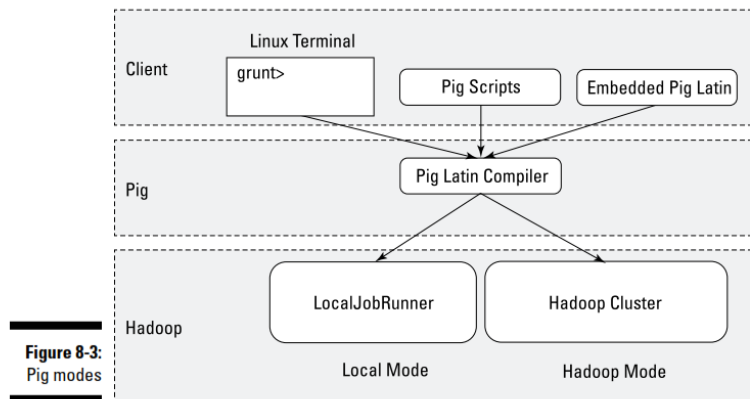 Linux Terminal
Client
grunt>
Pig Scripts
Embedded Pig Latin
Pig Latin Compiler
Pig
LocalJobRunner
Hadoop Cluster
Hadoop
Local Mode
Hadoop Mode
Figure 8-3:
Pig modes